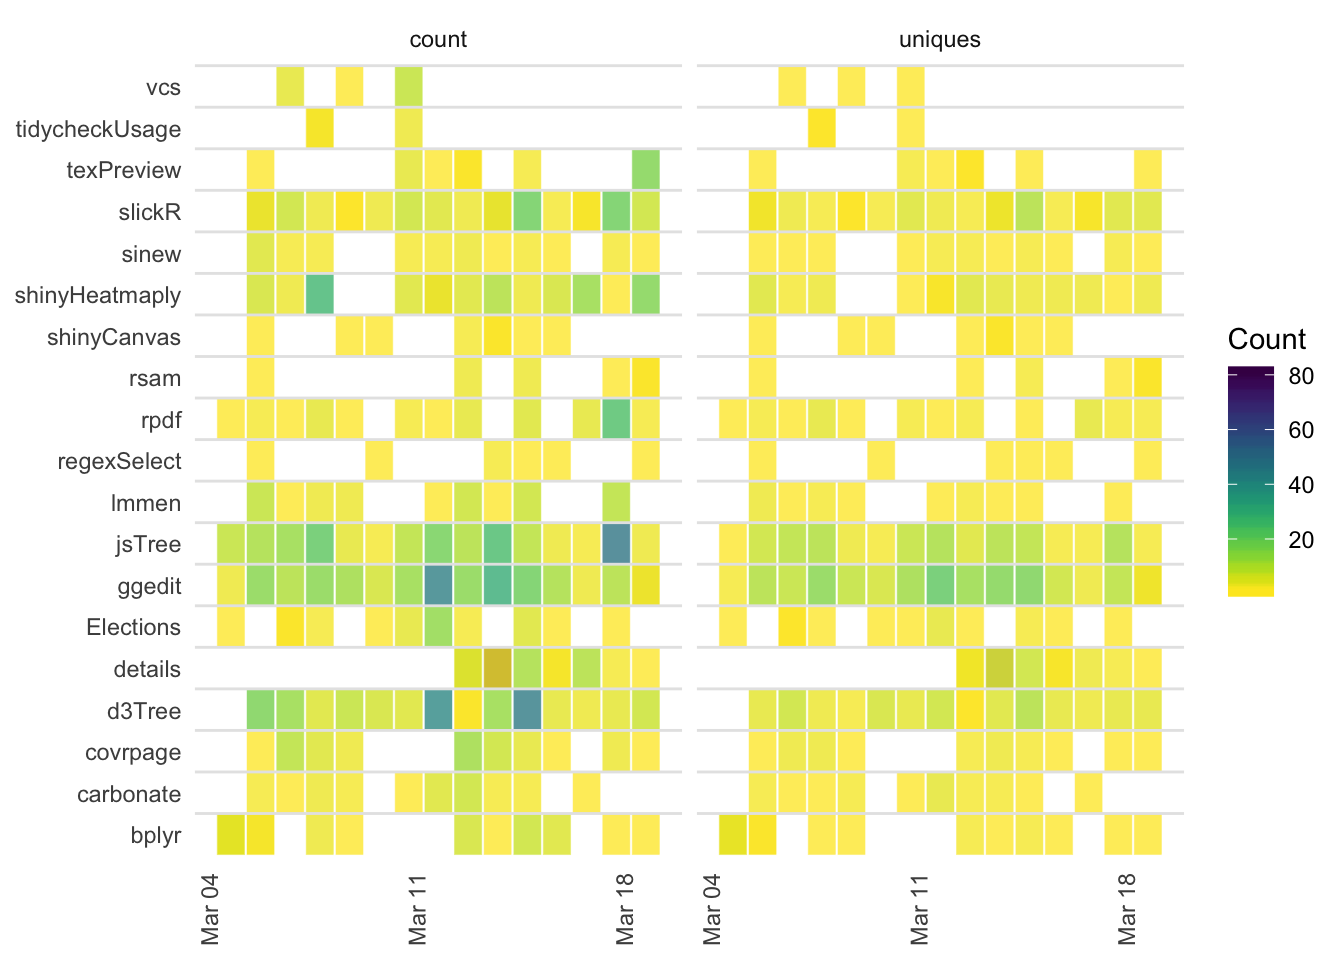 count
uniques
vcs
tidycheckUsage
texPreview
slickR
sinew
shinyHeatmaply
shinyCanvas
rsam
rpdf
regexSelect
lmmen
jsTree
ggedit
Elections
details
d3Tree
covrpage
carbonate
bplyr
Mar 04
Mar 11
Mar 18
Mar 04
Mar 11
Mar 18
Count
80
60
40
20